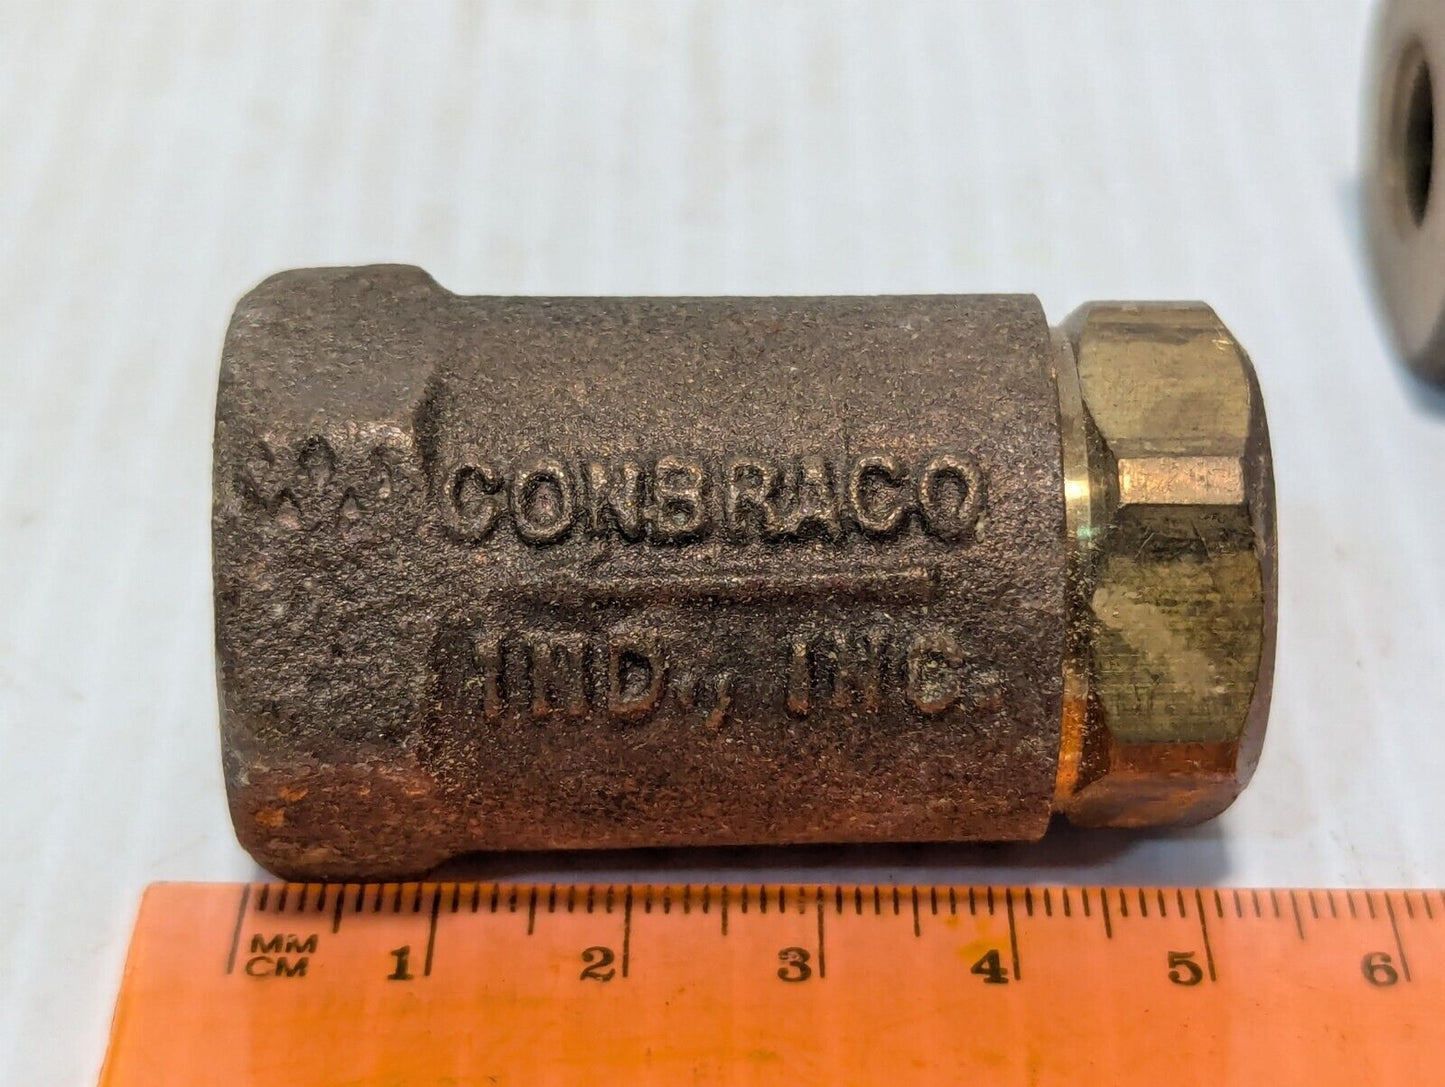 CONBRACO
IND., INC.
MM
CM 1 2 3 4 5 6